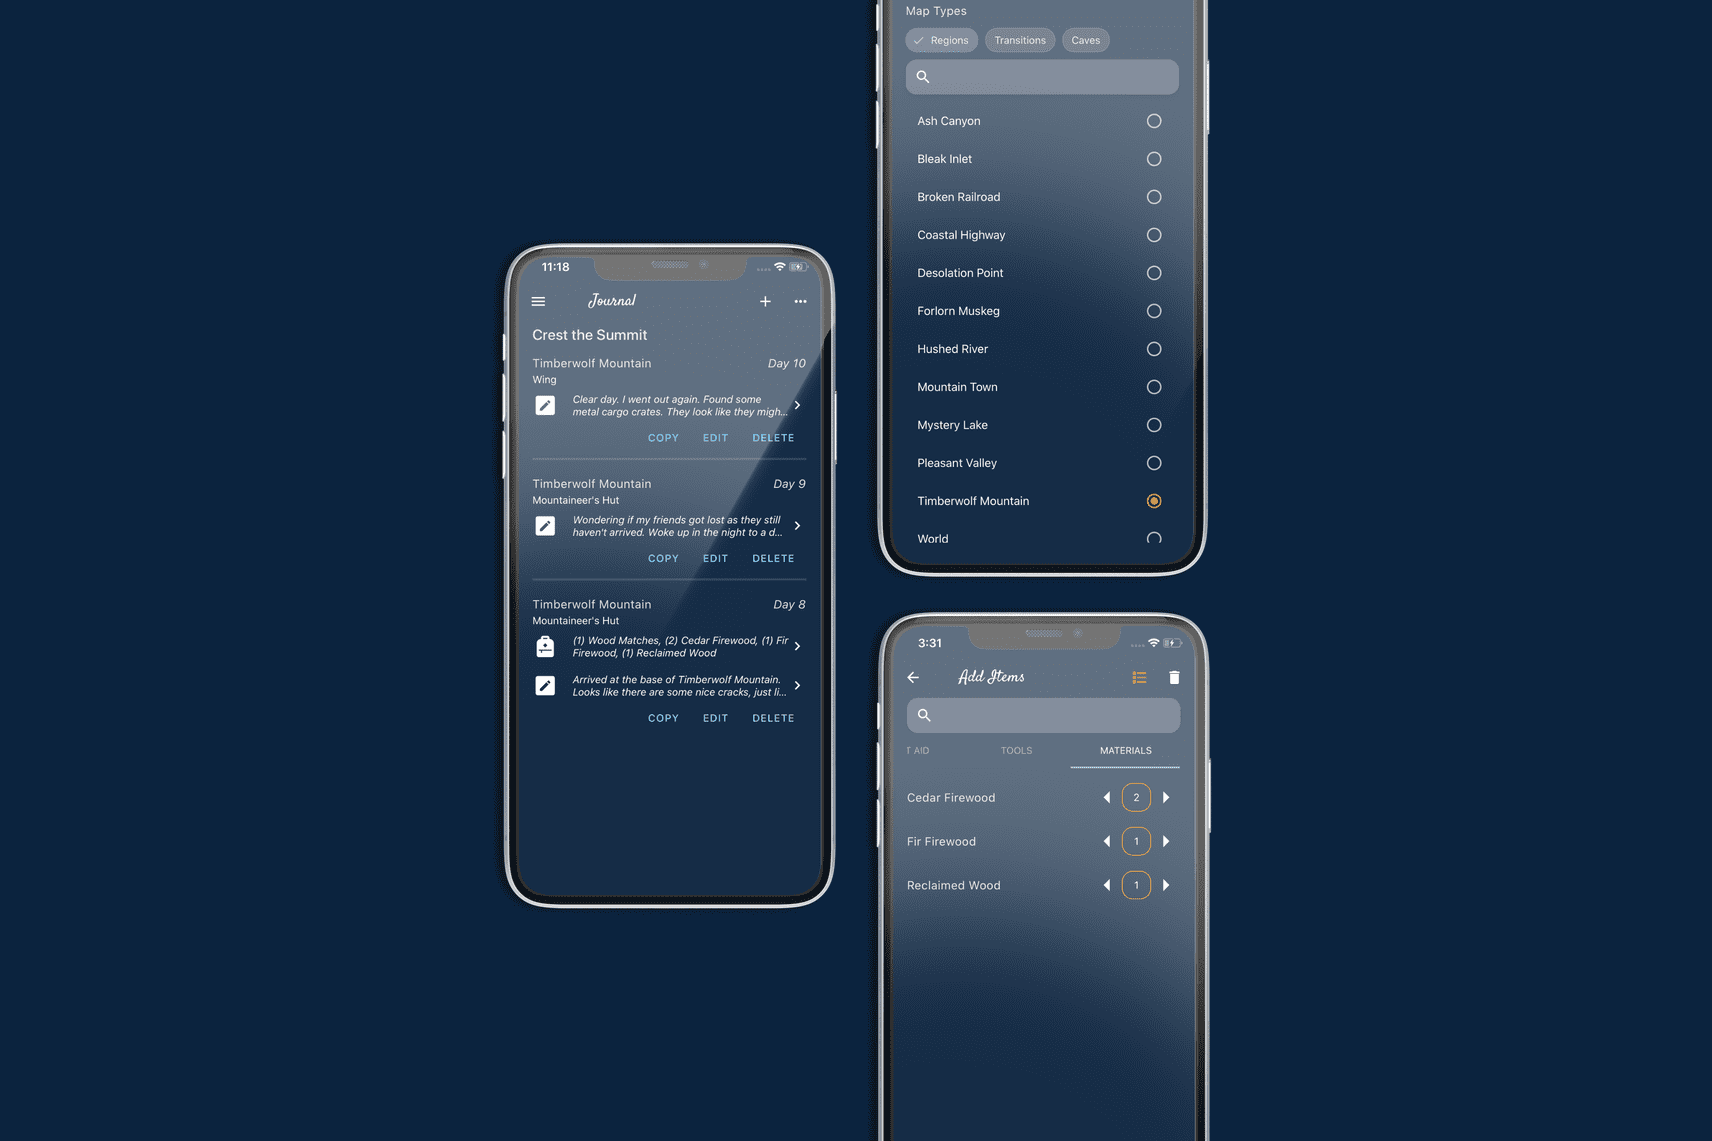 11:18
Journal
Crest the Summit
Timberwolf Mountain Day 10
Wing
Clear day. I went out again. Found some
metal cargo crates. They look like they migh...
COPY EDIT DELETE
Timberwolf Mountain Day 9
Mountaineer's Hut
Wondering if my friends got lost as they still
haven't arrived. Woke up in the night to a d...
COPY EDIT DELETE
Timberwolf Mountain Day 8
Mountaineer's Hut
(1) Wood Matches, (2) Cedar Firewood, (1) Fir
Firewood, (1) Reclaimed Wood
Arrived at the base of Timberwolf Mountain.
Looks like there are some nice cracks, just li...
COPY EDIT DELETE
Map Types
Regions Transitions Caves
Ash Canyon
Bleak Inlet
Broken Railroad
Coastal Highway
Desolation Point
Forlorn Muskeg
Hushed River
Mountain Town
Mystery Lake
Pleasant Valley
Timberwolf Mountain
World
3:31
Add Items
T AID TOOLS MATERIALS
Cedar Firewood 2
Fir Firewood 1
Reclaimed Wood 1